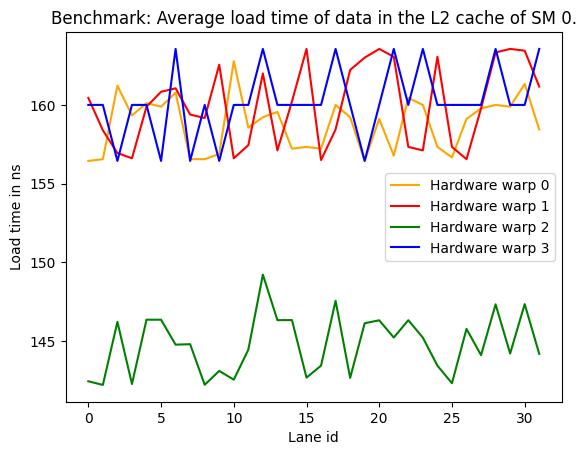 Benchmark: Average load time of data in the L2 cache of SM 0.
Load time in ns
160
155
150
145
Hardware warp 0
Hardware warp 1
Hardware warp 2
Hardware warp 3
0 5 10 15 20 25 30
Lane id